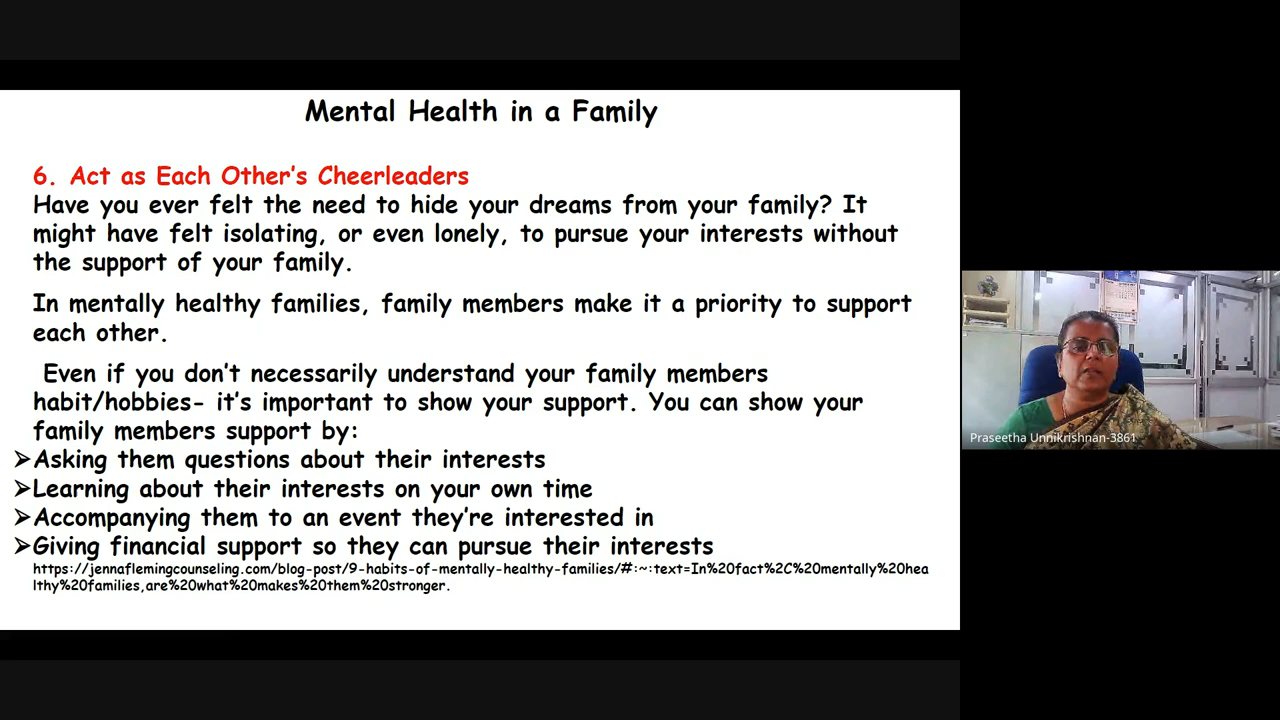 Mental Health in a Family
6. Act as Each Other's Cheerleaders
Have you ever felt the need to hide your dreams from your family? It
might have felt isolating, or even lonely, to pursue your interests without
the support of your family.
In mentally healthy families, family members make it a priority to support
each other.
Even if you don't necessarily understand your family members
habit/hobbies- it's important to show your support. You can show your
family members support by:
➢Asking them questions about their interests
➢Learning about their interests on your own time
➢Accompanying them to an event they're interested in
➢Giving financial support so they can pursue their interests
https://jennaflemingcounseling.com/blog-post/9-habits-of-mentally-healthy-families/#:~:text=In%20fact%2C%20mentally%20hea
lthy%20families,are%20what%20makes%20them%20stronger.
Praseetha Unnikrishnan-3861